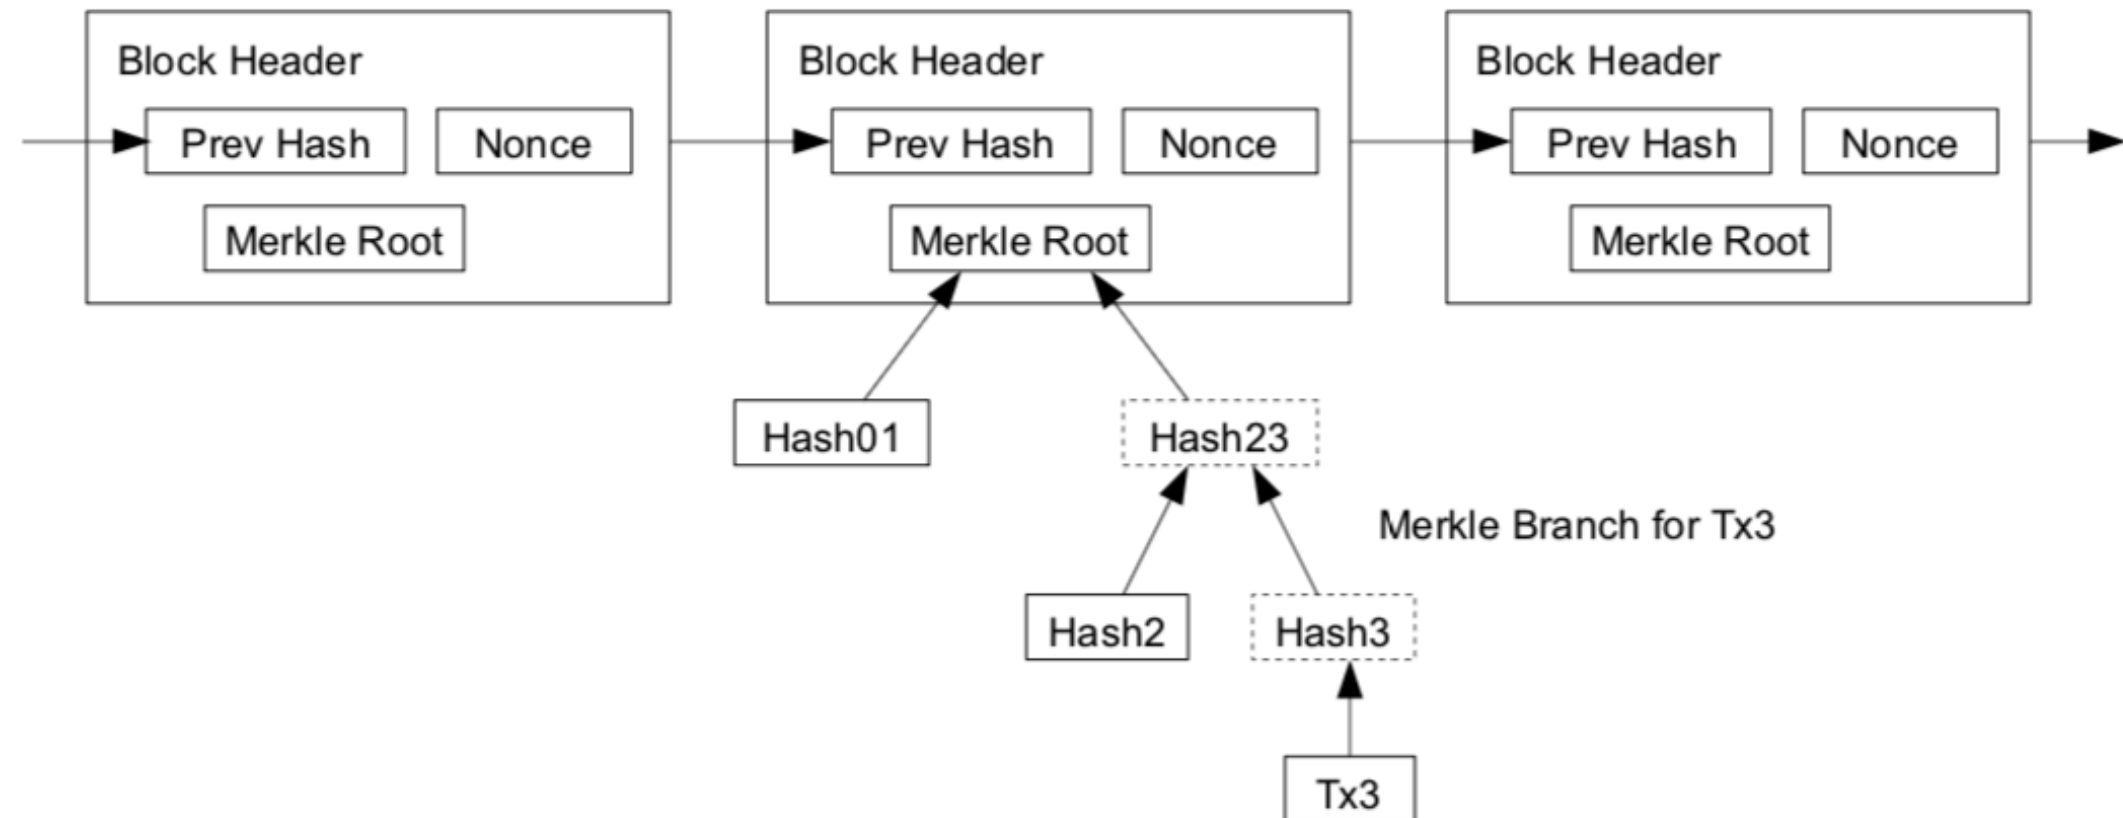 Block Header
Prev Hash
Nonce
Merkle Root
Block Header
Prev Hash
Nonce
Merkle Root
Block Header
Prev Hash
Nonce
Merkle Root
Hash01
Hash23
Merkle Branch for Tx3
Hash2
Hash3
Tx3